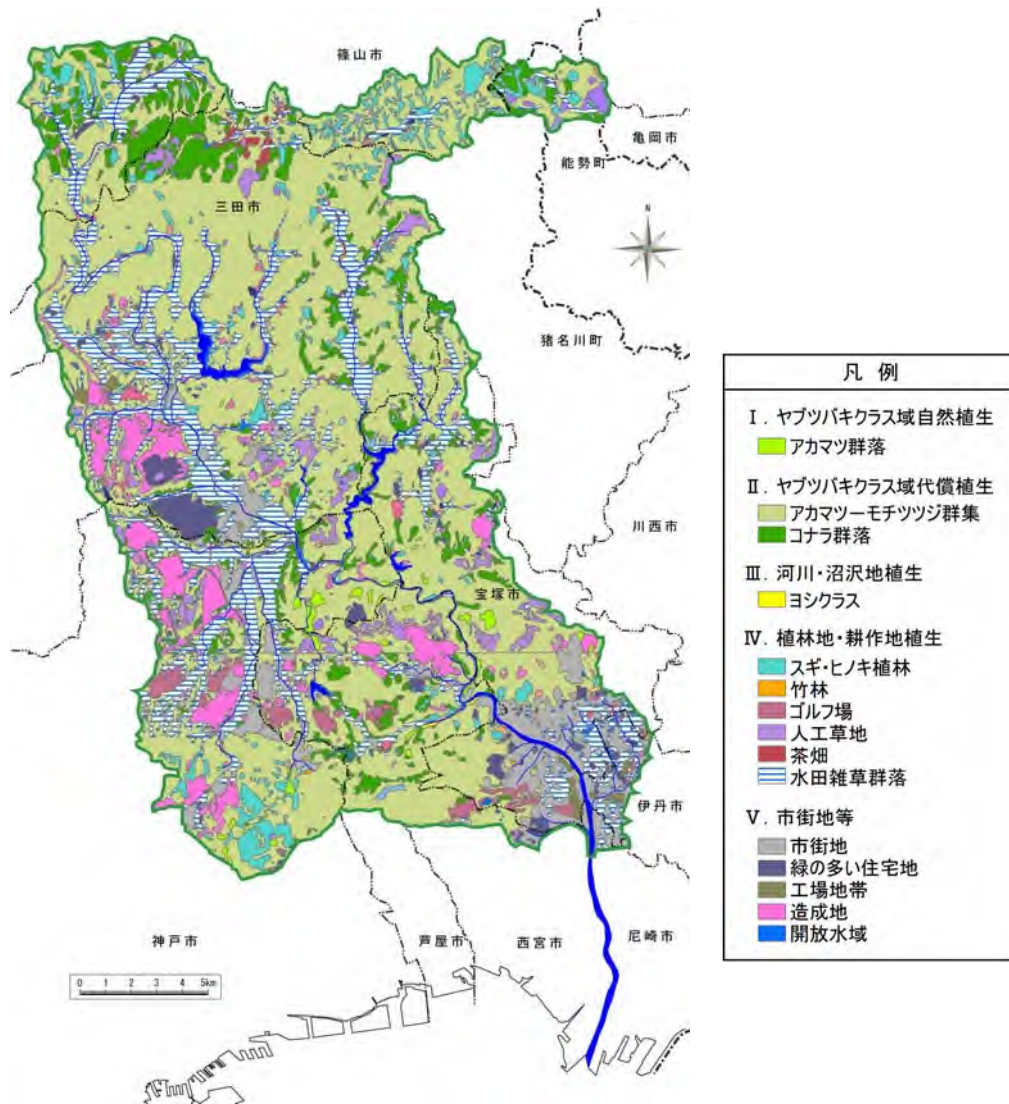 篠山市
亀岡市
能勢町
三田市
N
猪名川町
川西市
宝塚市
伊丹市
神戸市
芦屋市
西宮市
尼崎市
0 1 2 3 4 5km
凡 例
Ⅰ. ヤブツバキクラス域自然植生
アカマツ群落
Ⅱ. ヤブツバキクラス域代償植生
アカマツーモチツツジ群集
コナラ群落
Ⅲ. 河川・沼沢地植生
ヨシクラス
Ⅳ. 植林地・耕作地植生
スギ・ヒノキ植林
竹林
ゴルフ場
人工草地
茶畑
水田雑草群落
Ⅴ. 市街地等
市街地
緑の多い住宅地
工場地帯
造成地
開放水域